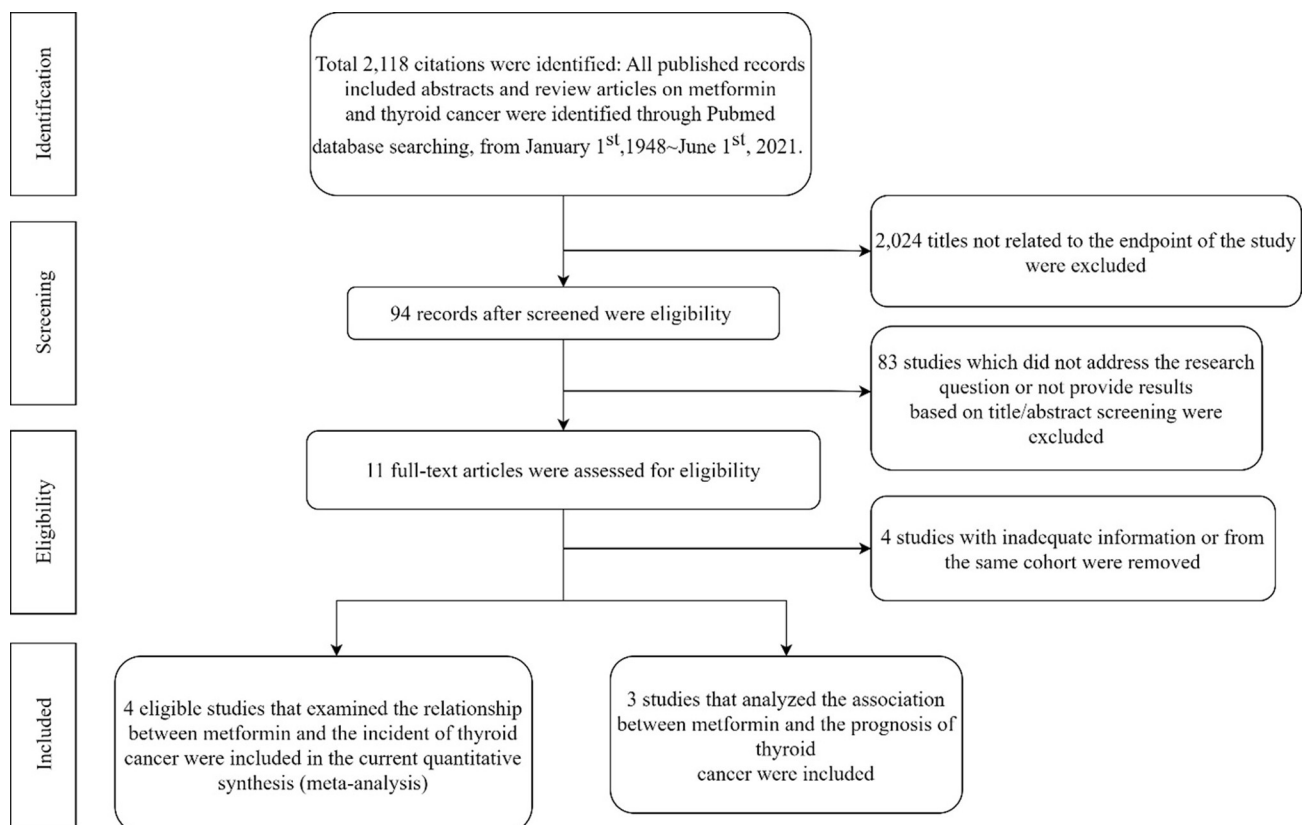 Identification
Total 2,118 citations were identified: All published records
included abstracts and review articles on metformin
and thyroid cancer were identified through Pubmed
database searching, from January 1st,1948~June 1st, 2021.
Screening
2,024 titles not related to the endpoint of the study
were excluded
94 records after screened were eligibility
83 studies which did not address the research
question or not provide results
based on title/abstract screening were
excluded
Eligibility
11 full-text articles were assessed for eligibility
4 studies with inadequate information or from
the same cohort were removed
Included
4 eligible studies that examined the relationship
between metformin and the incident of thyroid
cancer were included in the current quantitative
synthesis (meta-analysis)
3 studies that analyzed the association
between metformin and the prognosis of
thyroid
cancer were included